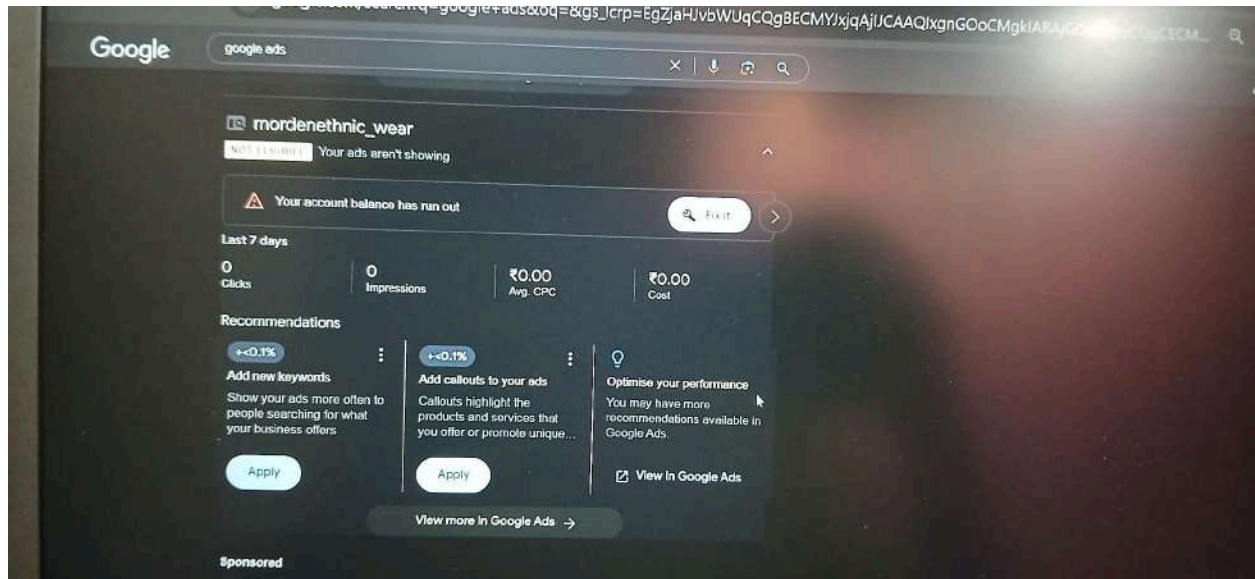 Google
google ads
mordenethnic_wear
NOT ELIGIBLE Your ads aren't showing
Your account balance has run out
Fix it
Last 7 days
0
Clicks
0
Impressions
₹0.00
Avg. CPC
₹0.00
Cost
Recommendations
+<0.1%
Add new keywords
Show your ads more often to
people searching for what
your business offers
Apply
+<0.1%
Add callouts to your ads
Callouts highlight the
products and services that
you offer or promote unique...
Apply
Optimise your performance
You may have more
recommendations available in
Google Ads.
View in Google Ads
View more in Google Ads →
Sponsored